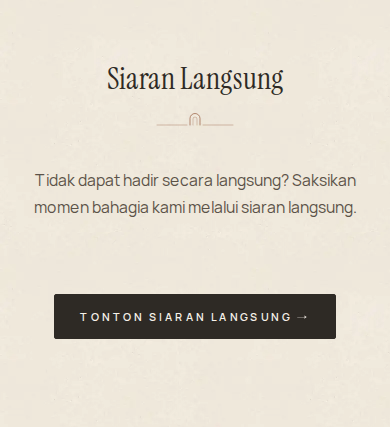 Siaran Langsung
Tidak dapat hadir secara langsung? Saksikan
momen bahagia kami melalui siaran langsung.
TONTON SIARAN LANGSUNG →